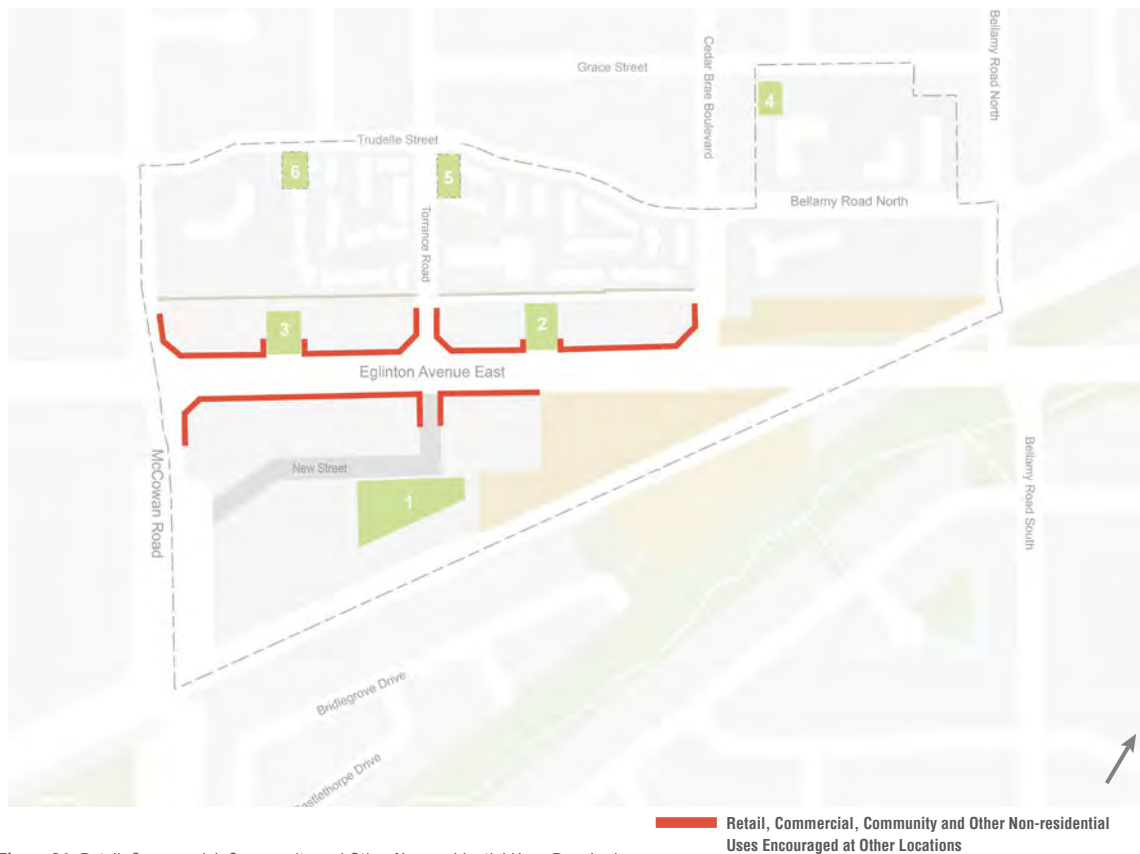 Grace Street
Cedar Brae Boulevard
Bellamy Road North
4
Trudelle Street
6
5
Bellamy Road North
Torrance Road
3
2
Eglinton Avenue East
New Street
1
McCowan Road
Bellamy Road South
Bridlegrove Drive
Drive
Retail, Commercial, Community and Other Non-residential
Uses Encouraged at Other Locations